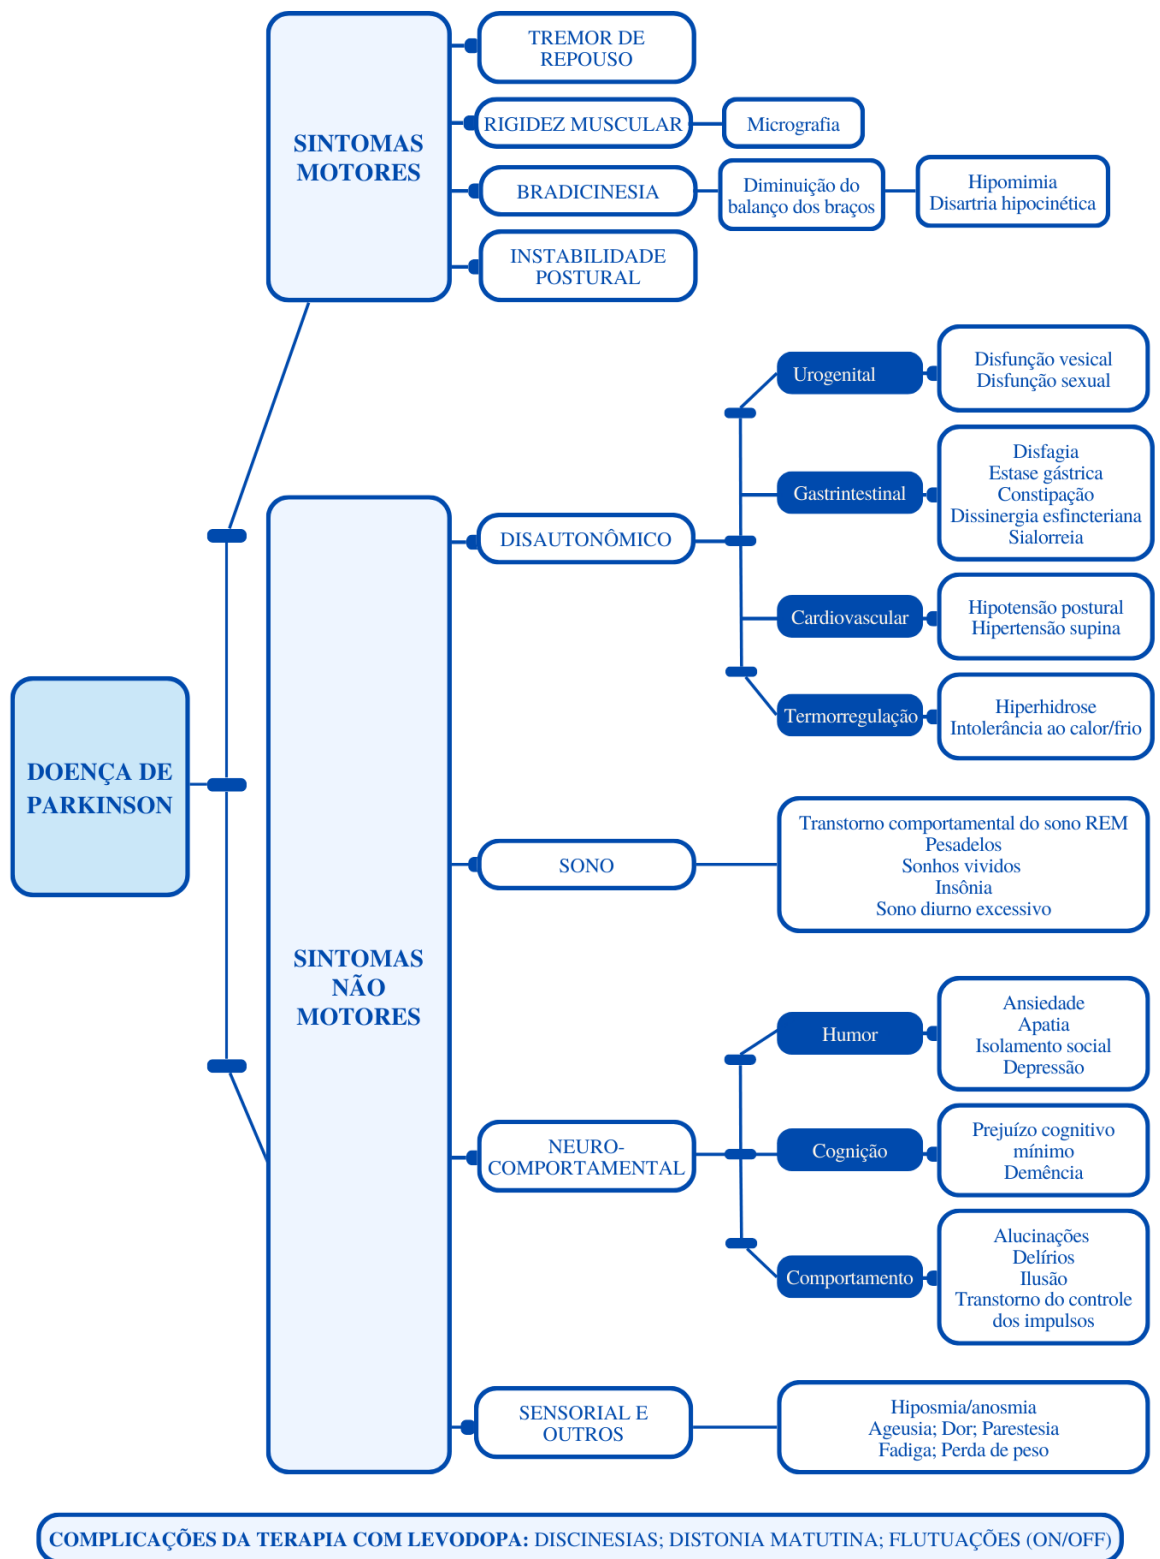 TREMOR DE
REPOUSO
SINTOMAS
MOTORES
RIGIDEZ MUSCULAR
Micrografia
BRADICINESIA
Diminuição do
balanço dos braços
Hipomimia
Disartria hipocinética
INSTABILIDADE
POSTURAL
DOENÇA DE
PARKINSON
SINTOMAS
NÃO
MOTORES
DISAUTONÔMICO
Urogenital
Disfunção vesical
Disfunção sexual
Gastrintestinal
Disfagia
Estase gástrica
Constipação
Dissinergia esfincteriana
Sialorreia
Cardiovascular
Hipotensão postural
Hipertensão supina
Termorregulação
Hiperhidrose
Intolerância ao calor/frio
SONO
Transtorno comportamental do sono REM
Pesadelos
Sonhos vividos
Insônia
Sono diurno excessivo
NEURO-
COMPORTAMENTAL
Humor
Ansiedade
Apatia
Isolamento social
Depressão
Cognição
Prejuízo cognitivo
mínimo
Demência
Comportamento
Alucinações
Delírios
Ilusão
Transtorno do controle
dos impulsos
SENSORIAL E
OUTROS
Hiposmia/anosmia
Ageusia; Dor; Parestesia
Fadiga; Perda de peso
COMPLICAÇÕES DA TERAPIA COM LEVODOPA: DISCINESIAS; DISTONIA MATUTINA; FLUTUAÇÕES (ON/OFF)